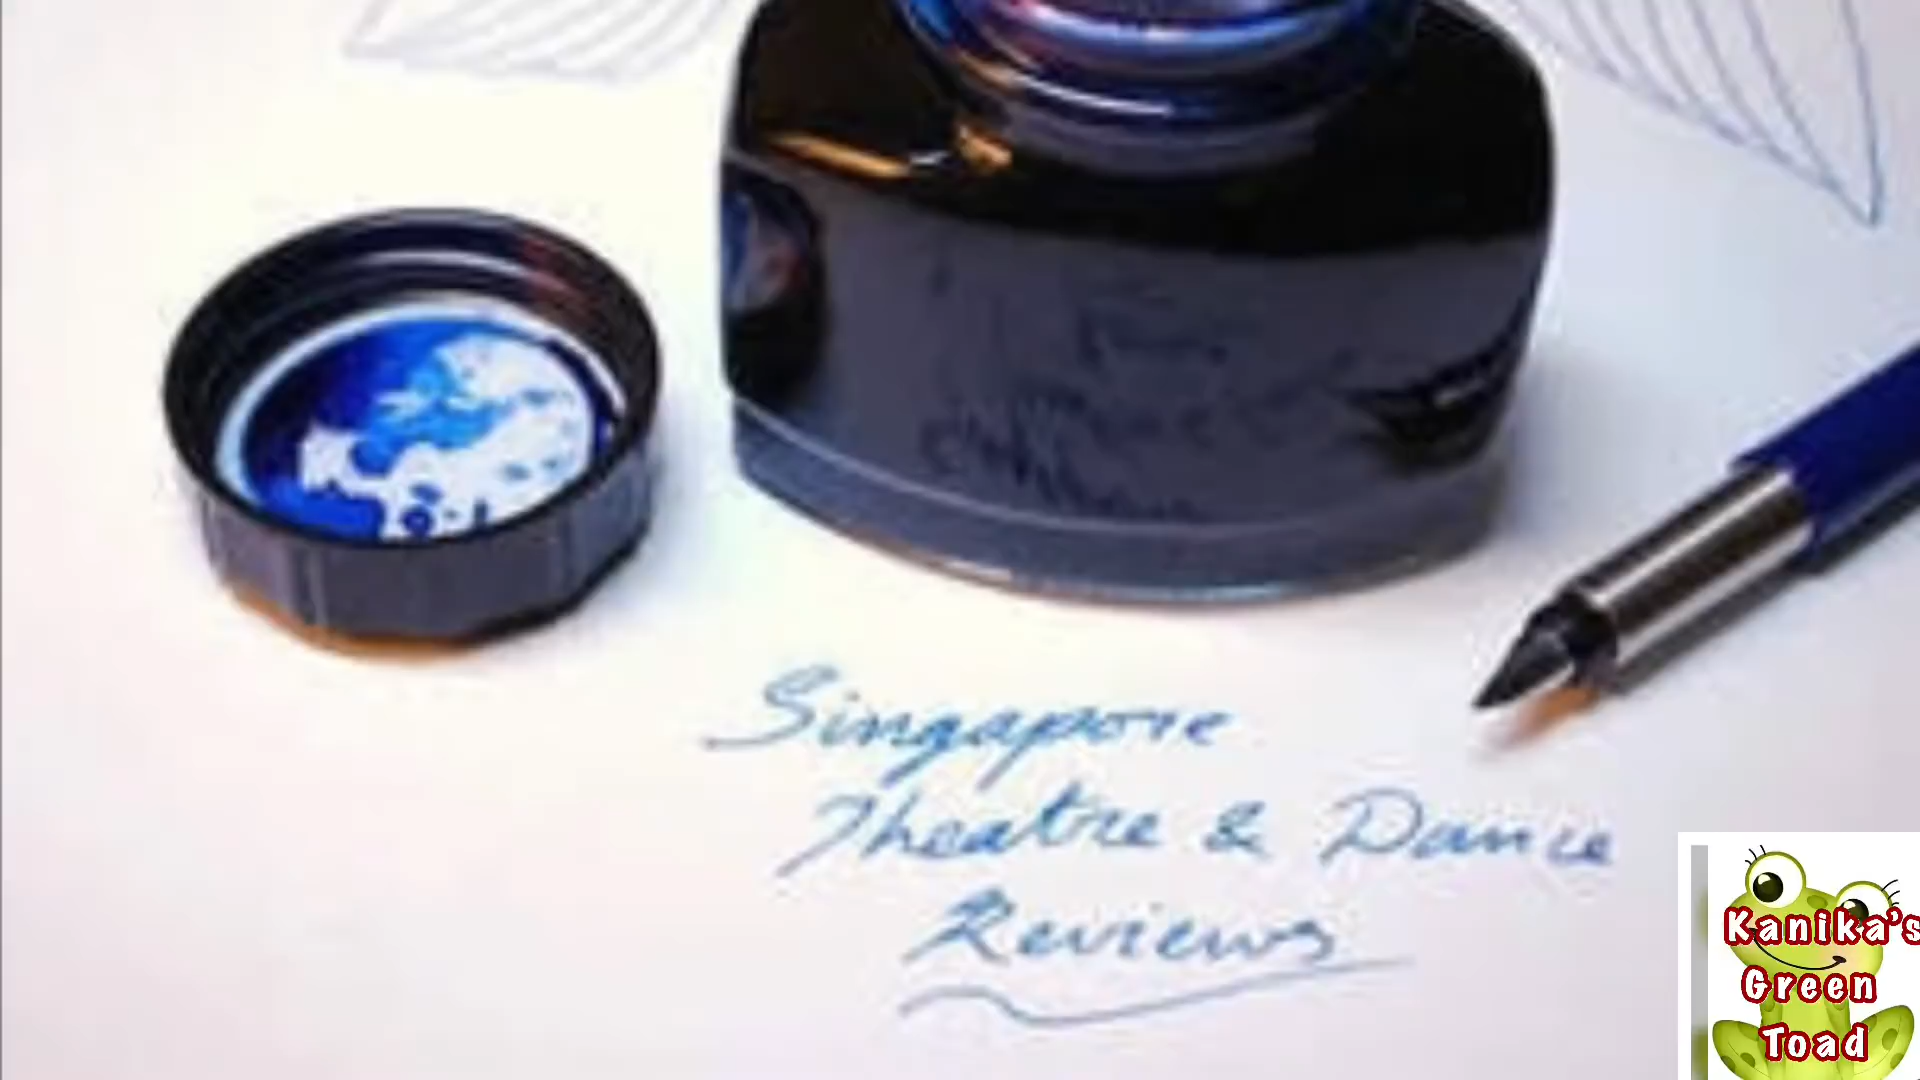 Singapore
Theatre & Dance
Reviews
Kanika's
Green
Toad